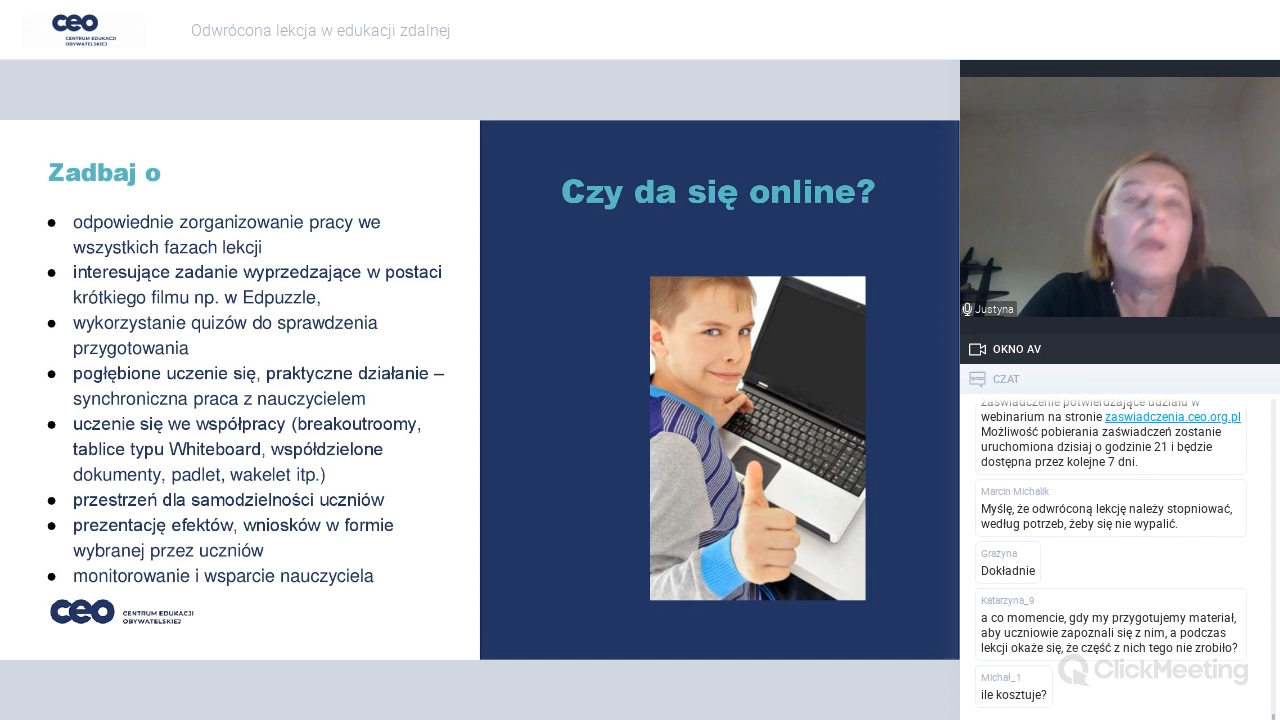 ceo
CENTRUM EDUKACJI
OBYWATELSKIEJ
Odwrócona lekcja w edukacji zdalnej
Zadbaj o
odpowiednie zorganizowanie pracy we
wszystkich fazach lekcji
interesujące zadanie wyprzedzające w postaci
krótkiego filmu np. w Edpuzzle,
wykorzystanie quizów do sprawdzenia
przygotowania
pogłębione uczenie się, praktyczne działanie –
synchroniczna praca z nauczycielem
uczenie się we współpracy (breakoutroomy,
tablice typu Whiteboard, współdzielone
dokumenty, padlet, wakelet itp.)
przestrzeń dla samodzielności uczniów
prezentację efektów, wniosków w formie
wybranej przez uczniów
monitorowanie i wsparcie nauczyciela
ceo
CENTRUM EDUKACJI
OBYWATELSKIEJ
Czy da się online?
Justyna
OKNO AV
CZAT
zaświadczenie potwierdzające udziału w
webinarium na stronie zaswiadczenia.ceo.org.pl
Możliwość pobierania zaświadczeń zostanie
uruchomiona dzisiaj o godzinie 21 i będzie
dostępna przez kolejne 7 dni.
Marcin Michalik
Myślę, że odwróconą lekcję należy stopniować,
według potrzeb, żeby się nie wypalić.
Grażyna
Dokładnie
Katarzyna_9
a co momencie, gdy my przygotujemy materiał,
aby uczniowie zapoznali się z nim, a podczas
lekcji okaże się, że część z nich tego nie zrobiło?
Michał_1
ile kosztuje?
ClickMeeting